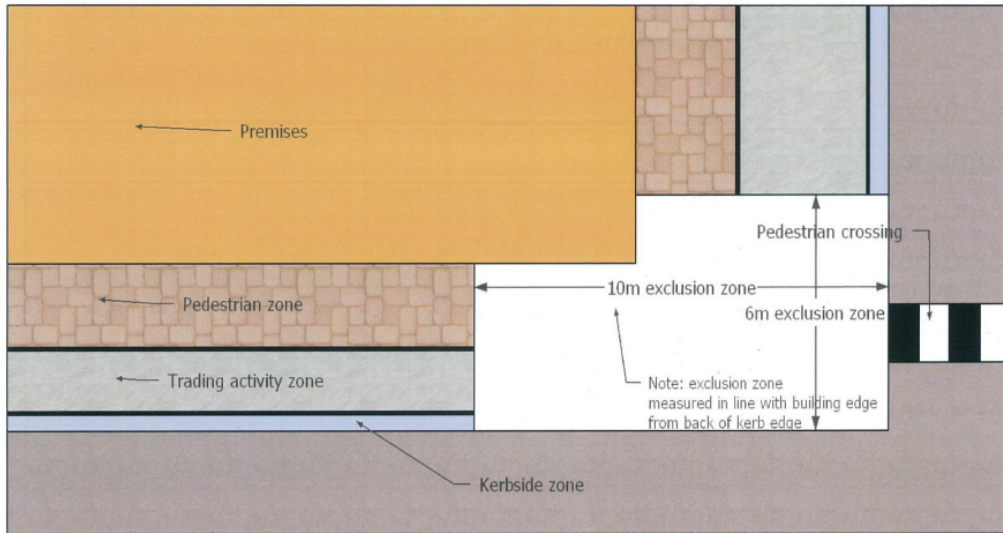 Premises
Pedestrian crossing
10m exclusion zone
Pedestrian zone
6m exclusion zone
Trading activity zone
Note: exclusion zone
measured in line with building edge
from back of kerb edge
Kerbside zone